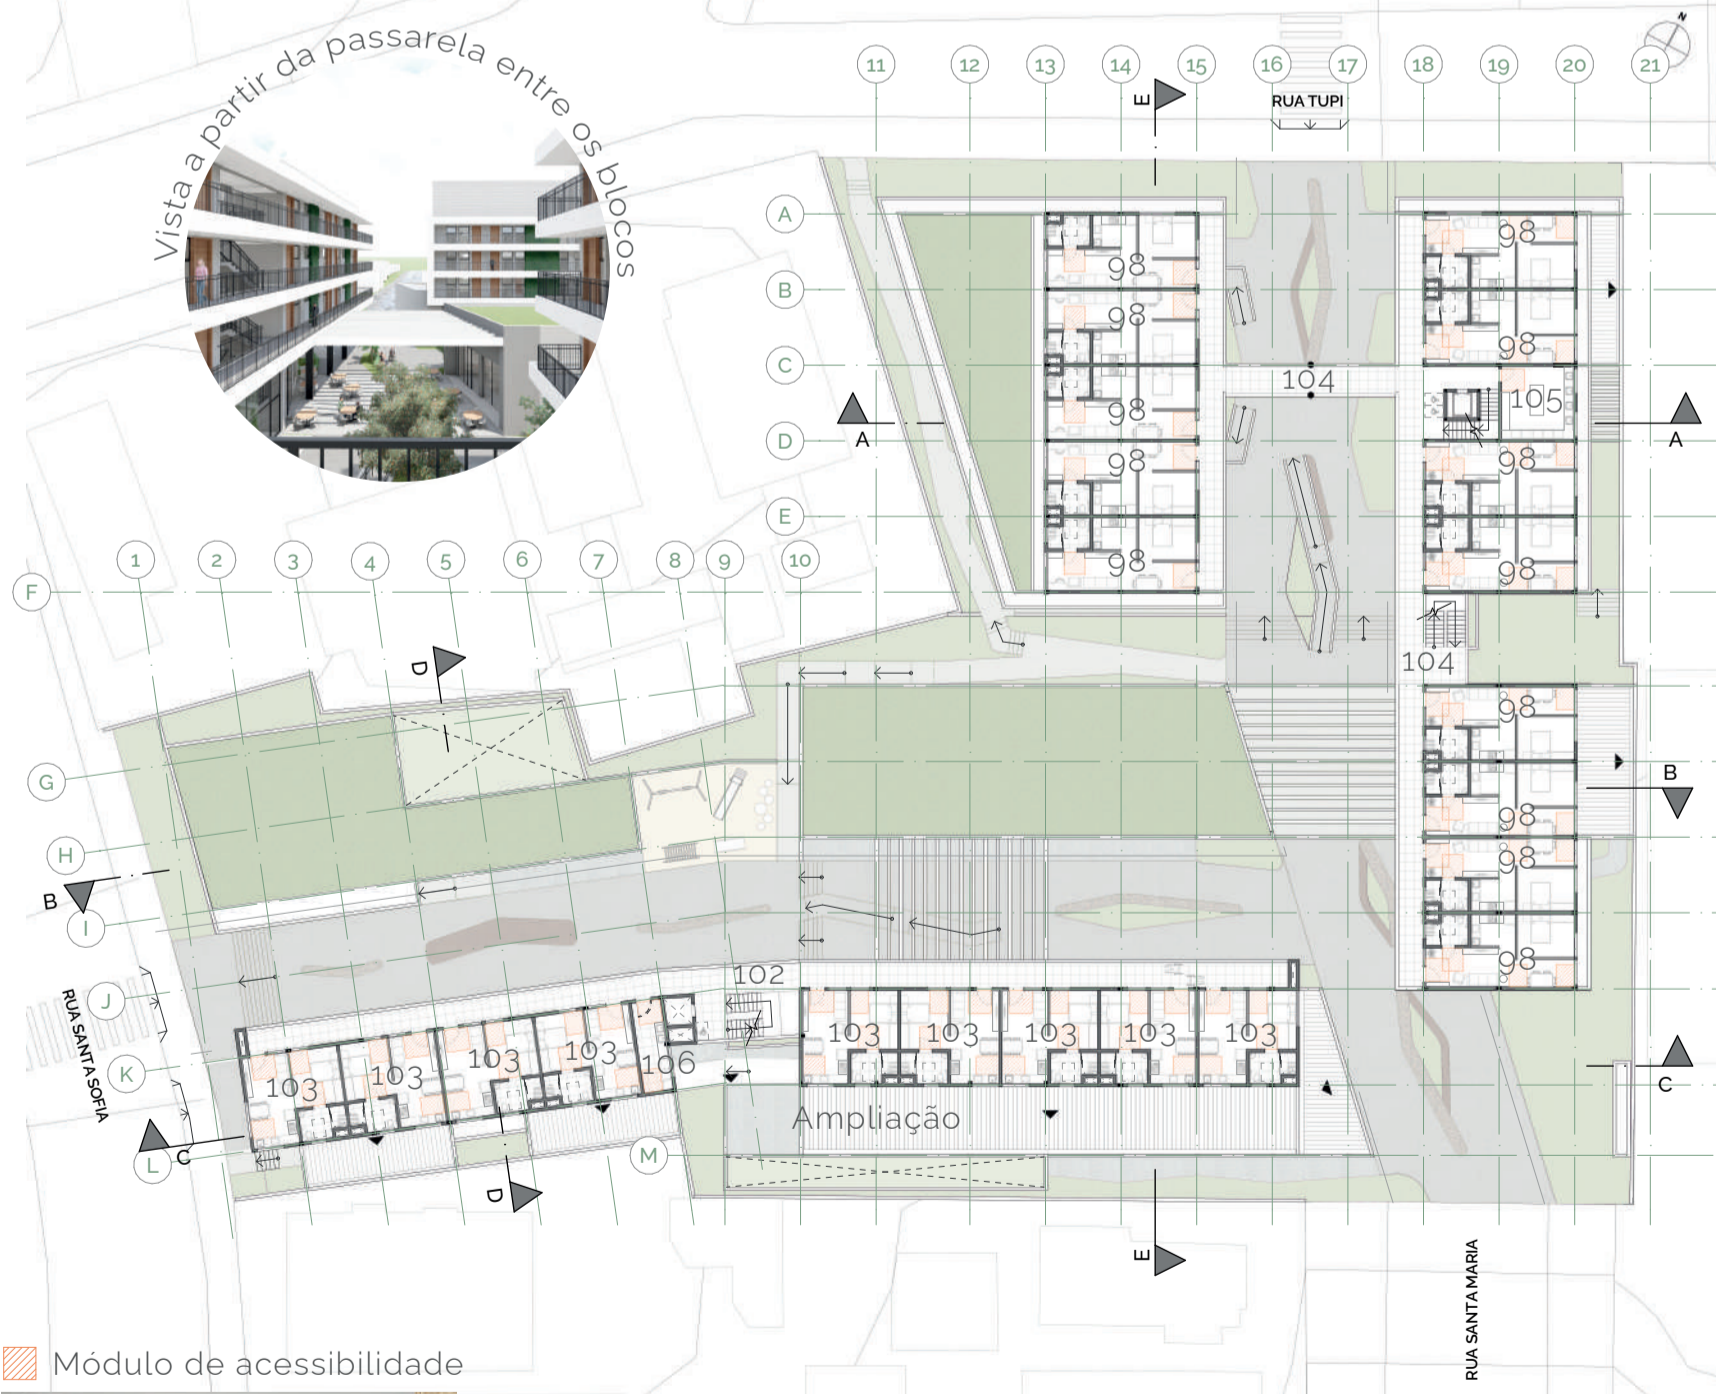 Vista a partir da passarela entre os blocos
N
11 12 13 14 15 16 17 18 19 20 21
E
RUA TUPI
A
98
98
B
98
98
98
C
104
105
A
98
A
D
98
98
E
98
98
1 2 3 4 5 6 7 8 9 10
F
D
104
98
G
B
98
H
98
B
I
98
102
J
RUA SANTA SOFIA
103 103 103 103 103
K
103 103 103 103 106
C
Ampliação
C
L
M
D
E
RUA SANTA MARIA
Módulo de acessibilidade